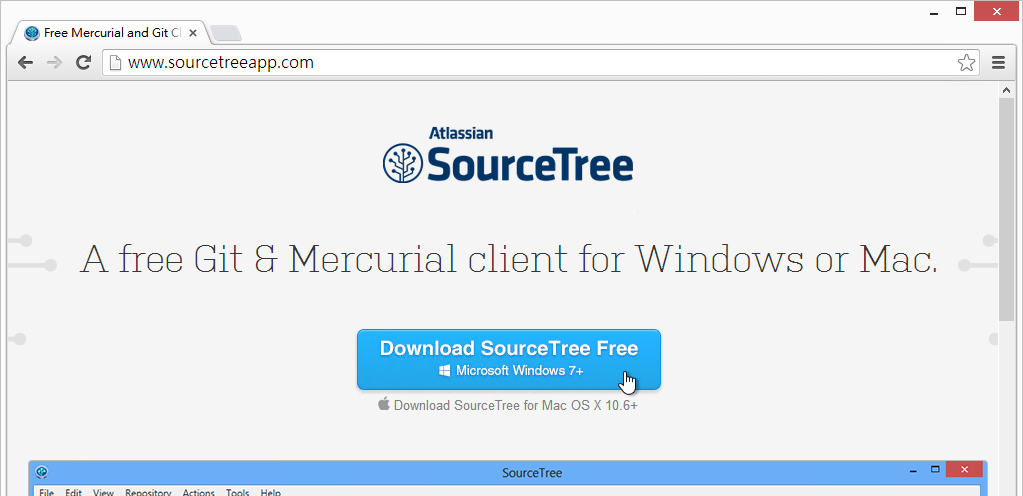 Free Mercurial and Git Cl
www.sourcetreeapp.com
Atlassian
SourceTree
A free Git & Mercurial client for Windows or Mac.
Download SourceTree Free
Microsoft Windows 7+
Download SourceTree for Mac OS X 10.6+
SourceTree
File Edit View Repository Actions Tools Help